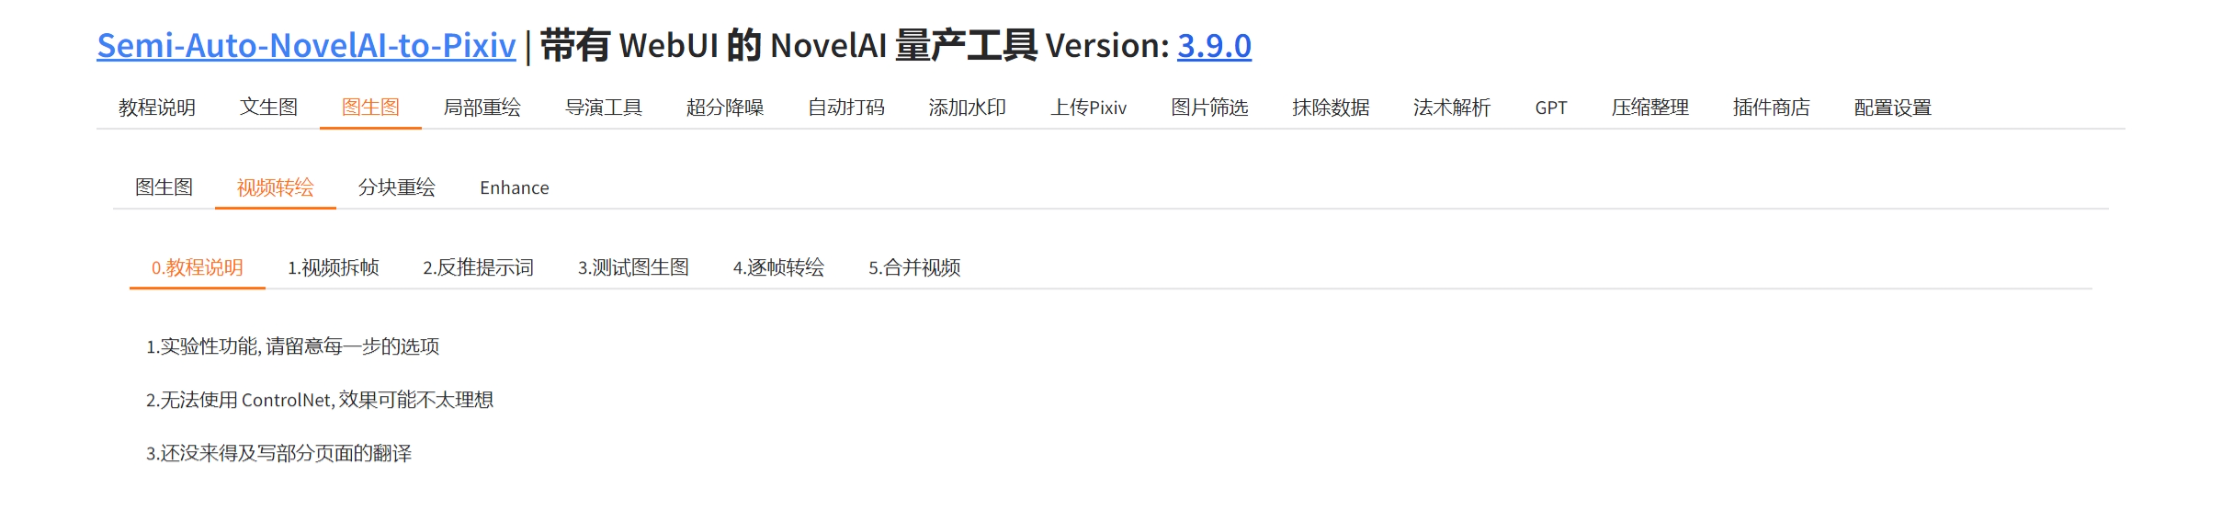 Semi-Auto-NovelAI-to-Pixiv | 带有 WebUI 的 NovelAI 量产工具 Version: 3.9.0
教程说明 文生图 图生图 局部重绘 导演工具 超分降噪 自动打码 添加水印 上传Pixiv 图片筛选 抹除数据 法术解析 GPT 压缩整理 插件商店 配置设置
图生图 视频转绘 分块重绘 Enhance
0.教程说明 1.视频拆帧 2.反推提示词 3.测试图生图 4.逐帧转绘 5.合并视频
1.实验性功能, 请留意每一步的选项
2.无法使用 ControlNet, 效果可能不太理想
3.还没来得及写部分页面的翻译